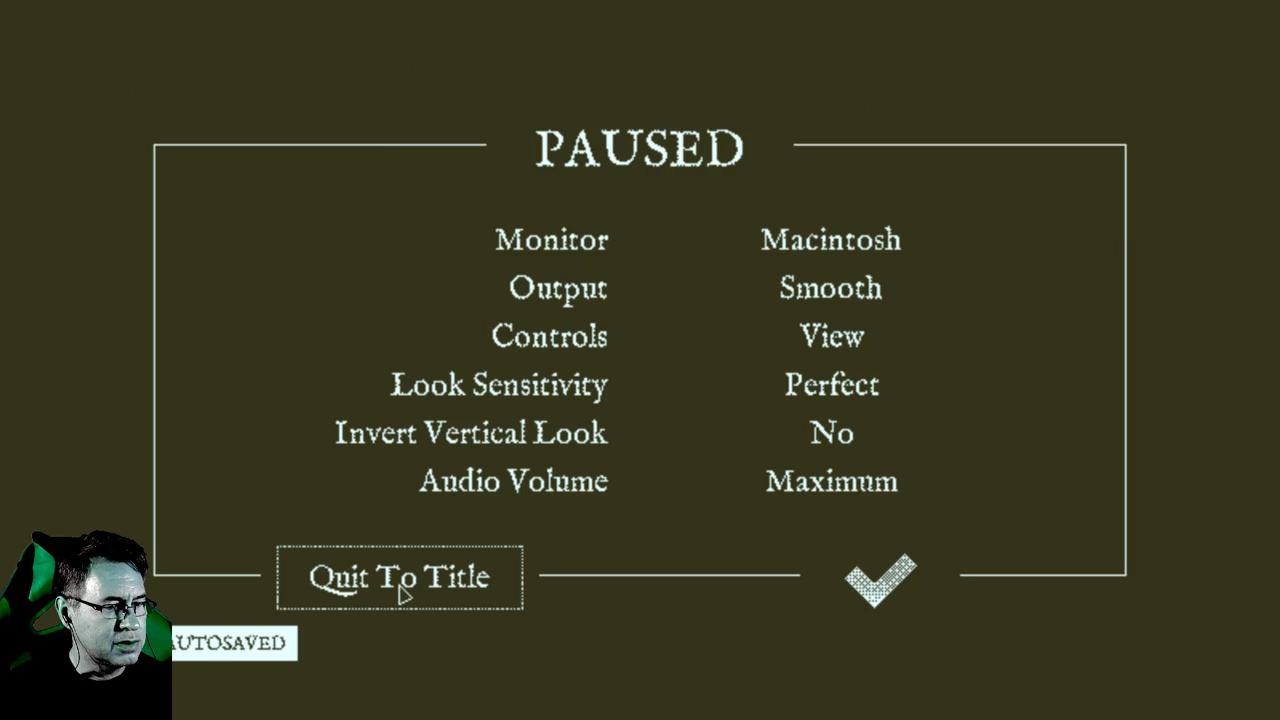 PAUSED
Monitor Macintosh
Output Smooth
Controls View
Look Sensitivity Perfect
Invert Vertical Look No
Audio Volume Maximum
Quit To Title
AUTOSAVED